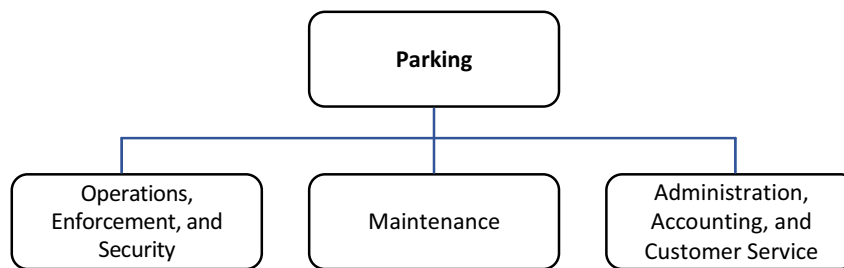 Parking
Operations,
Enforcement, and
Security
Maintenance
Administration,
Accounting, and
Customer Service